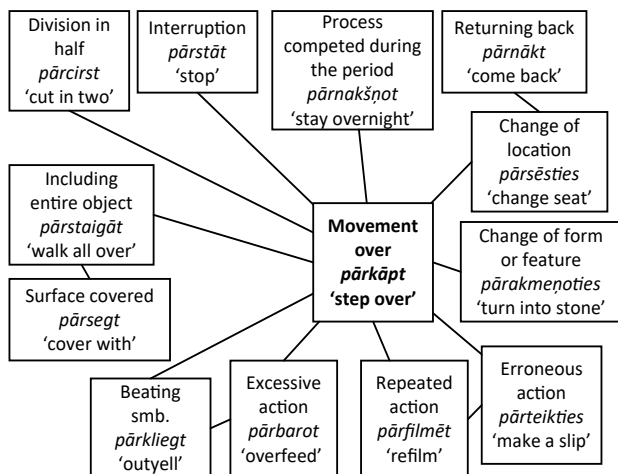 Division in
half
pārcirst
‘cut in two’
Interruption
pārstāt
‘stop’
Process
competed during
the period
pārnakšņot
‘stay overnight’
Returning back
pārnākt
‘come back’
Change of
location
pārsēsties
‘change seat’
Including
entire object
pārstaigāt
‘walk all over’
Movement
over
pārkāpt
‘step over’
Change of form
or feature
pārakmeņoties
‘turn into stone’
Surface covered
pārsegt
‘cover with’
Beating
smb.
pārkliegt
‘outyell’
Excessive
action
pārbarot
‘overfeed’
Repeated
action
pārfilmēt
‘refilm’
Erroneous
action
pārteikties
‘make a slip’